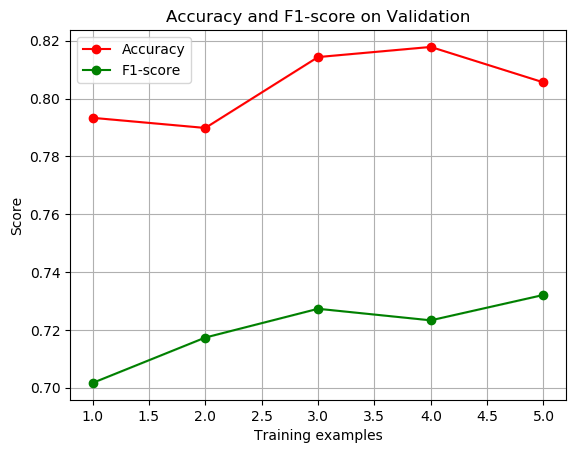 Accuracy and F1-score on Validation
Accuracy
F1-score
0.82
0.80
0.78
0.76
0.74
0.72
0.70
Score
1.0 1.5 2.0 2.5 3.0 3.5 4.0 4.5 5.0
Training examples